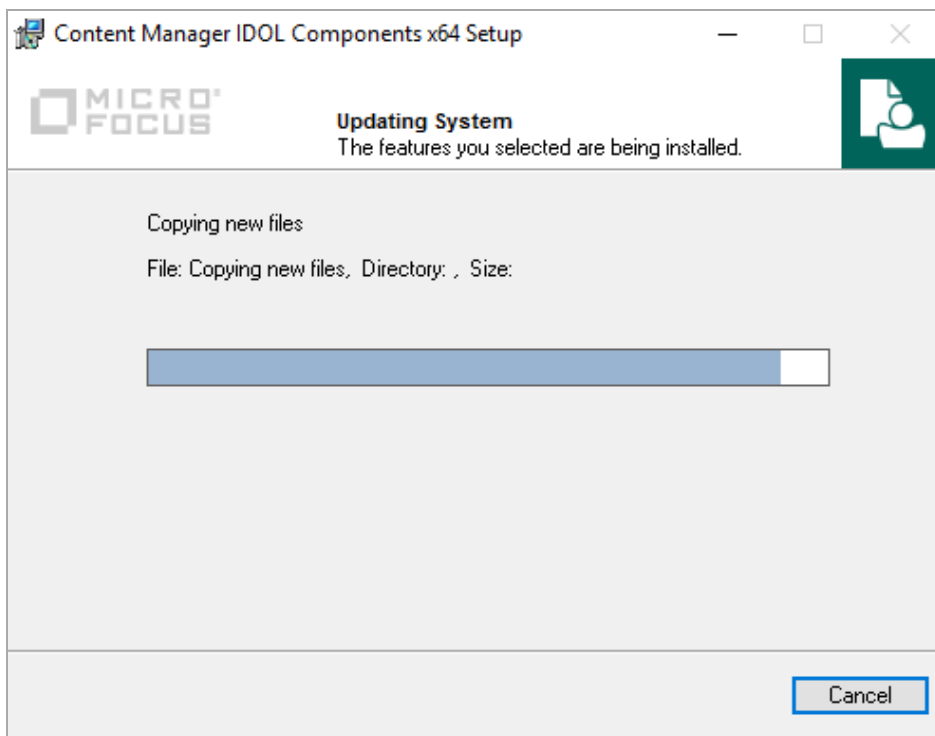 Content Manager IDOL Components x64 Setup
MICRO
FOCUS
Updating System
The features you selected are being installed.
Copying new files
File: Copying new files, Directory: , Size:
Cancel